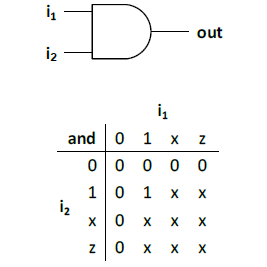 i₁
out
i₂
i₁
and 0 1 x z
0 0 0 0 0
1 0 1 x x
i₂
x 0 x x x
z 0 x x x